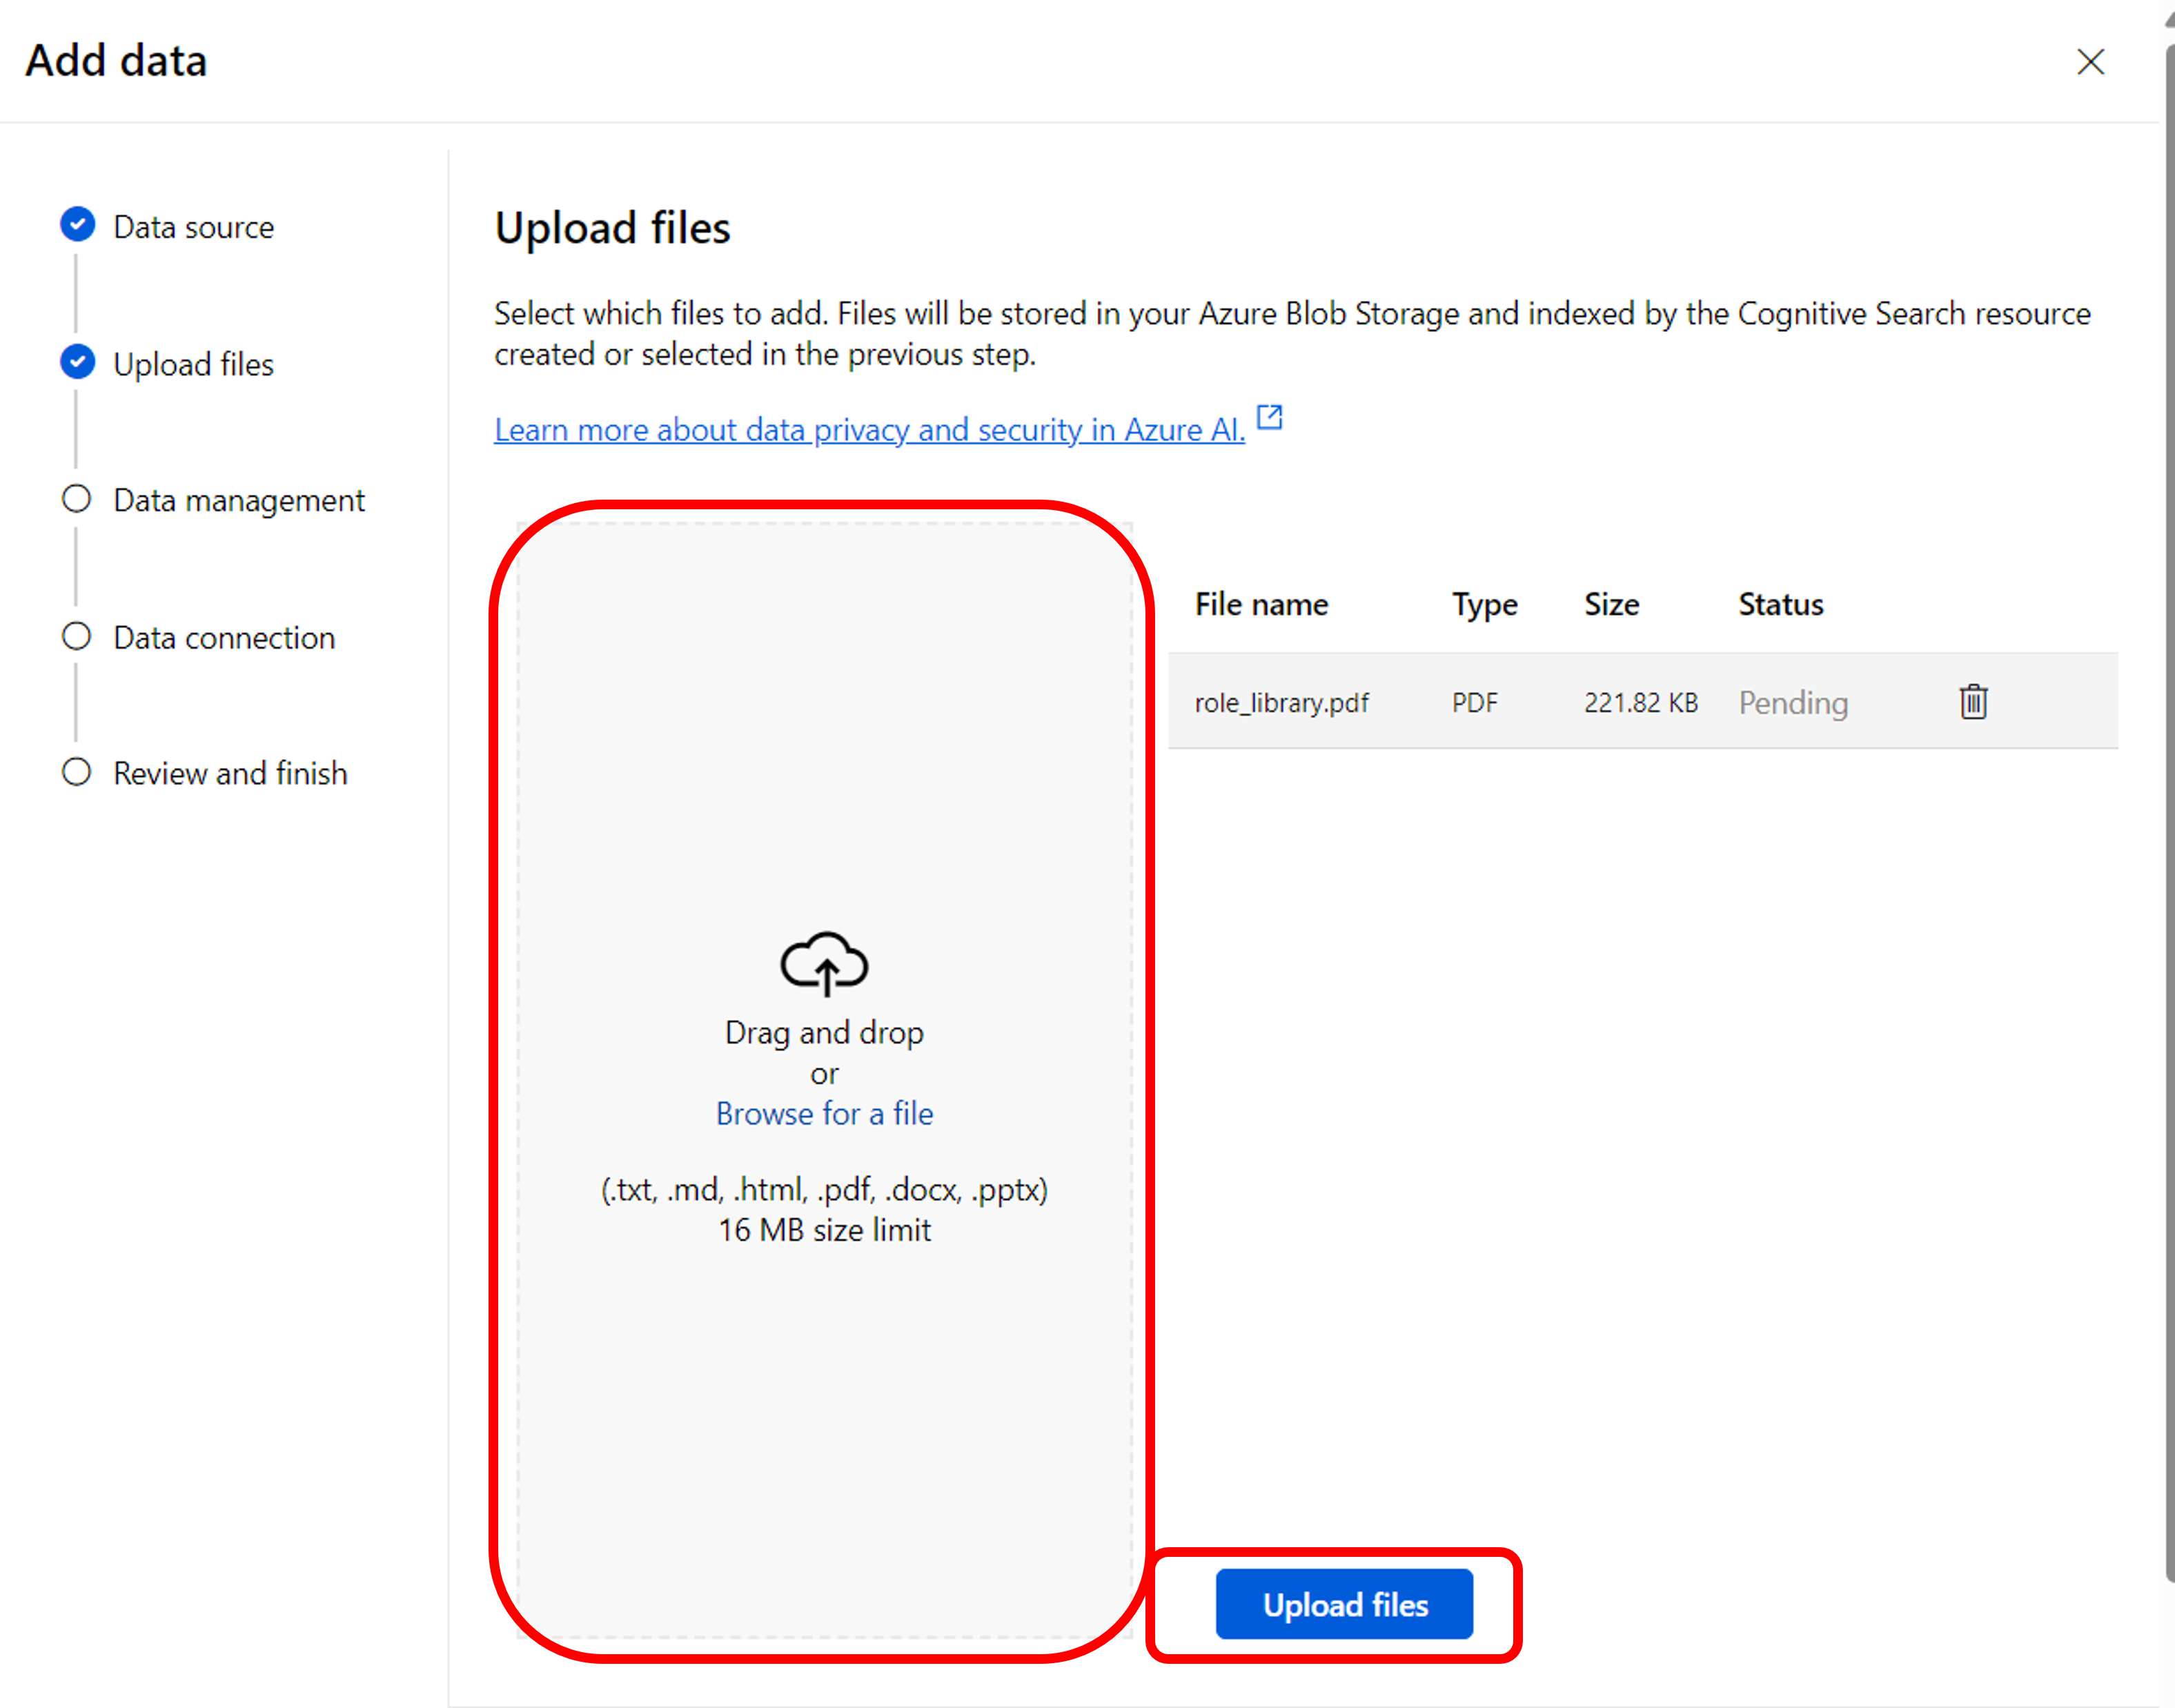 Add data
Data source
Upload files
Data management
Data connection
Review and finish
Upload files
Select which files to add. Files will be stored in your Azure Blob Storage and indexed by the Cognitive Search resource
created or selected in the previous step.
Learn more about data privacy and security in Azure AI.
Drag and drop
or
Browse for a file
(.txt, .md, .html, .pdf, .docx, .pptx)
16 MB size limit
File name Type Size Status
role_library.pdf PDF 221.82 KB Pending
Upload files